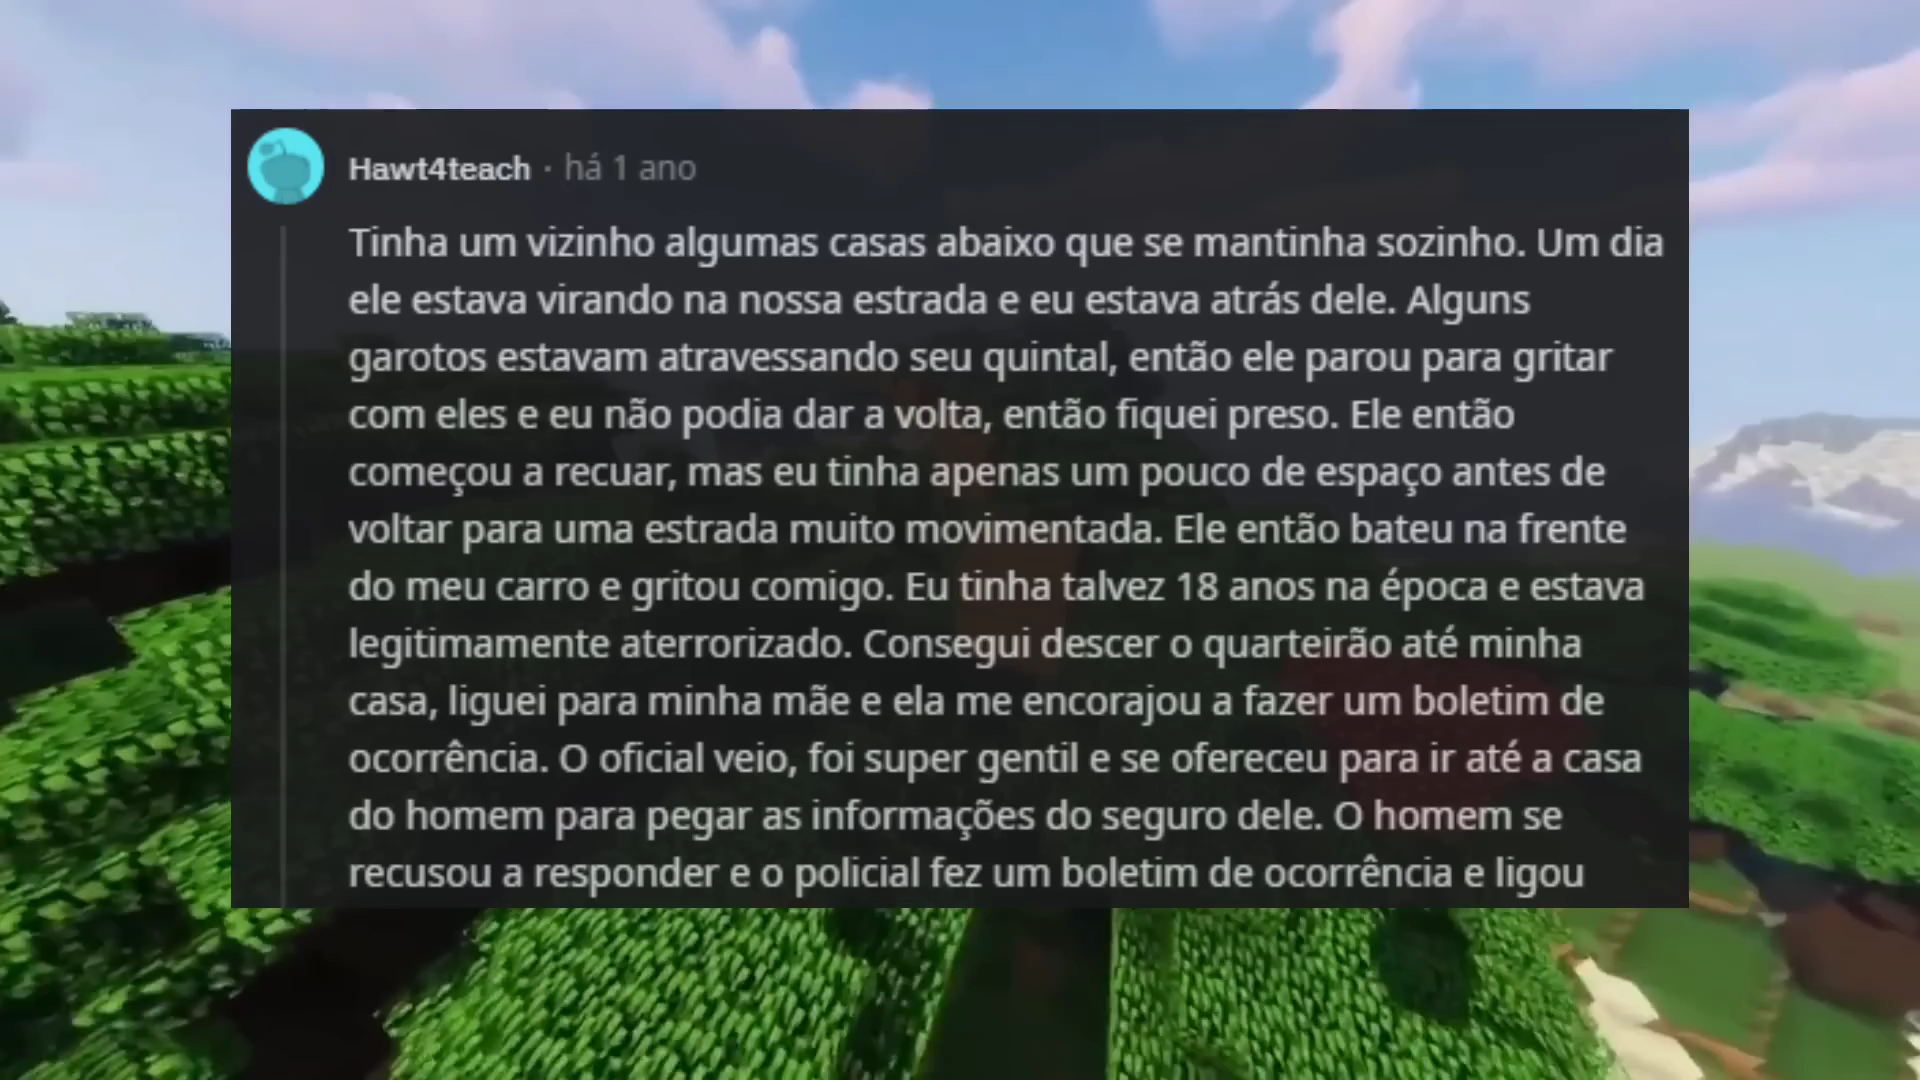 Hawt4teach · há 1 ano
Tinha um vizinho algumas casas abaixo que se mantinha sozinho. Um dia
ele estava virando na nossa estrada e eu estava atrás dele. Alguns
garotos estavam atravessando seu quintal, então ele parou para gritar
com eles e eu não podia dar a volta, então fiquei preso. Ele então
começou a recuar, mas eu tinha apenas um pouco de espaço antes de
voltar para uma estrada muito movimentada. Ele então bateu na frente
do meu carro e gritou comigo. Eu tinha talvez 18 anos na época e estava
legitimamente aterrorizado. Consegui descer o quarteirão até minha
casa, liguei para minha mãe e ela me encorajou a fazer um boletim de
ocorrência. O oficial veio, foi super gentil e se ofereceu para ir até a casa
do homem para pegar as informações do seguro dele. O homem se
recusou a responder e o policial fez um boletim de ocorrência e ligou